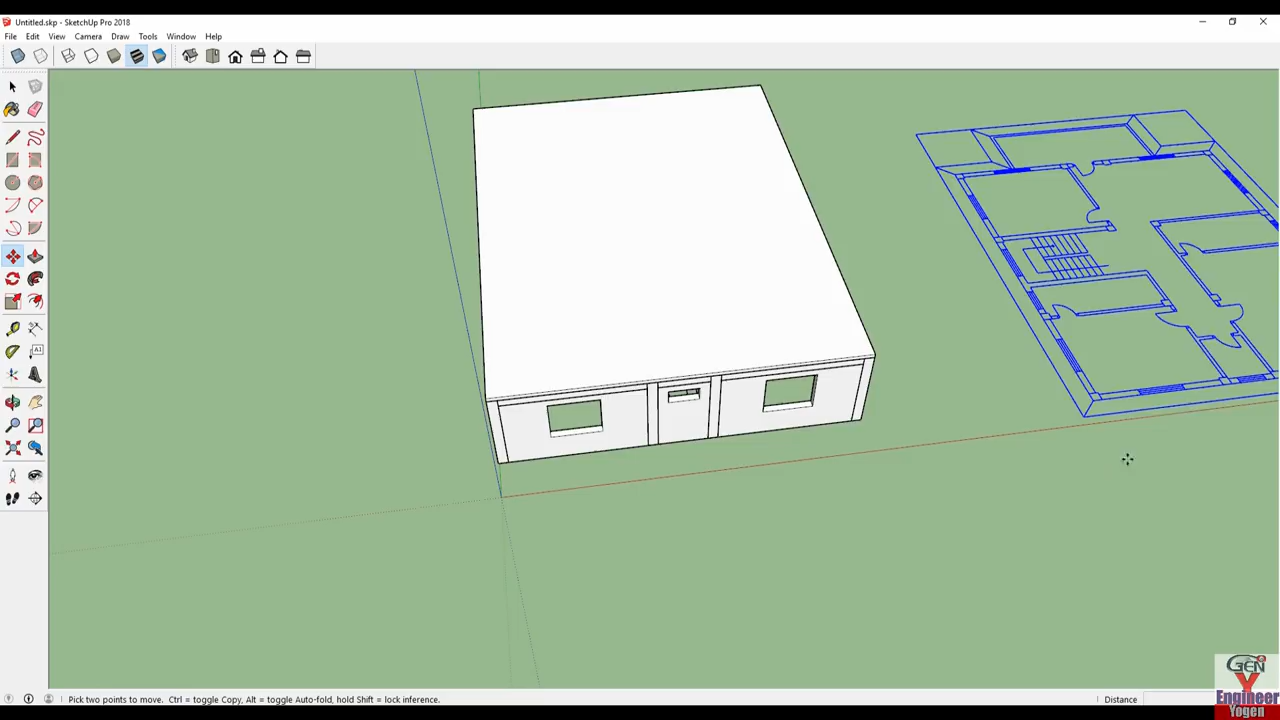 Untitled.skp - SketchUp Pro 2018
File Edit View Camera Draw Tools Window Help
Pick two points to move. Ctrl = toggle Copy, Alt = toggle Auto-fold, hold Shift = lock inference.
Distance
GEN
Y
Engineer
Yogen